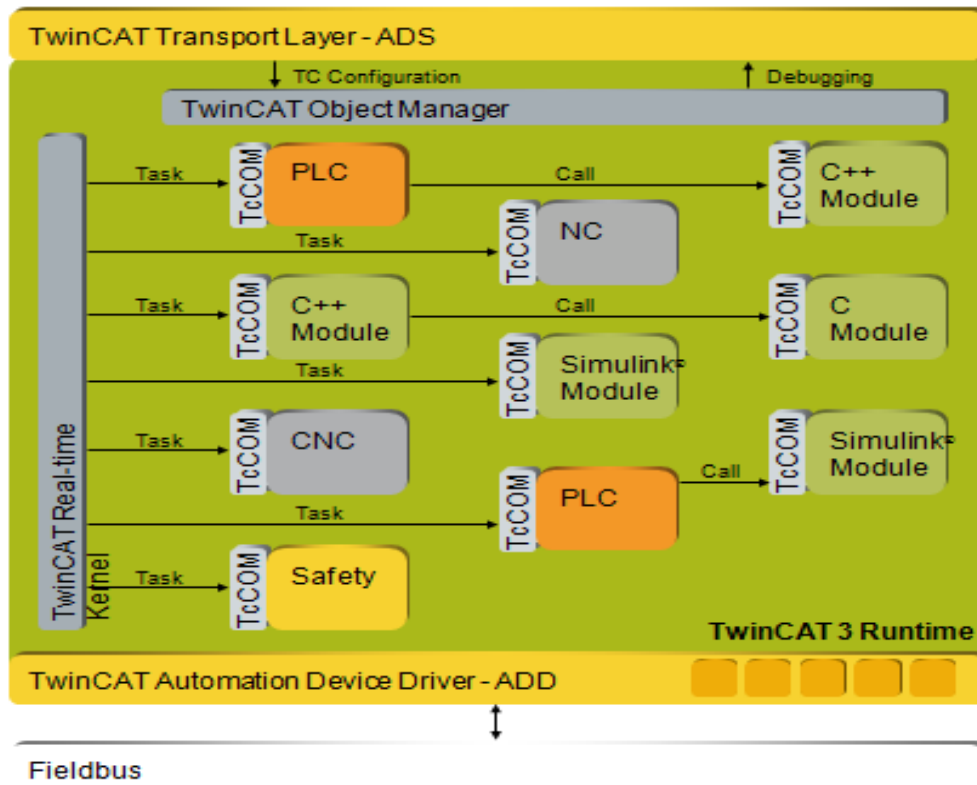 TwinCAT Transport Layer - ADS
TC Configuration
Debugging
TwinCAT Object Manager
TwinCAT Real-time
Kernel
Task
TcCOM
PLC
Call
TcCOM
C++
Module
Task
TcCOM
NC
Task
TcCOM
C++
Module
Call
TcCOM
C
Module
Task
TcCOM
Simulink
Module
Task
TcCOM
CNC
TcCOM
Simulink
Module
Task
TcCOM
PLC
Call
Task
TcCOM
Safety
TwinCAT 3 Runtime
TwinCAT Automation Device Driver - ADD
Fieldbus